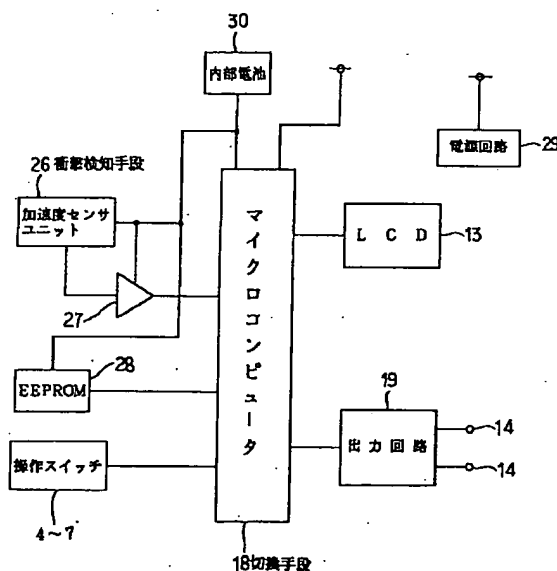 30
内部電池
電源回路
29
26衝撃検知手段
加速度センサ
ユニット
27
マイクロコンピュータ
LCD
13
28
EEPROM
19
出力回路
14
14
操作スイッチ
4~7
18切換手段